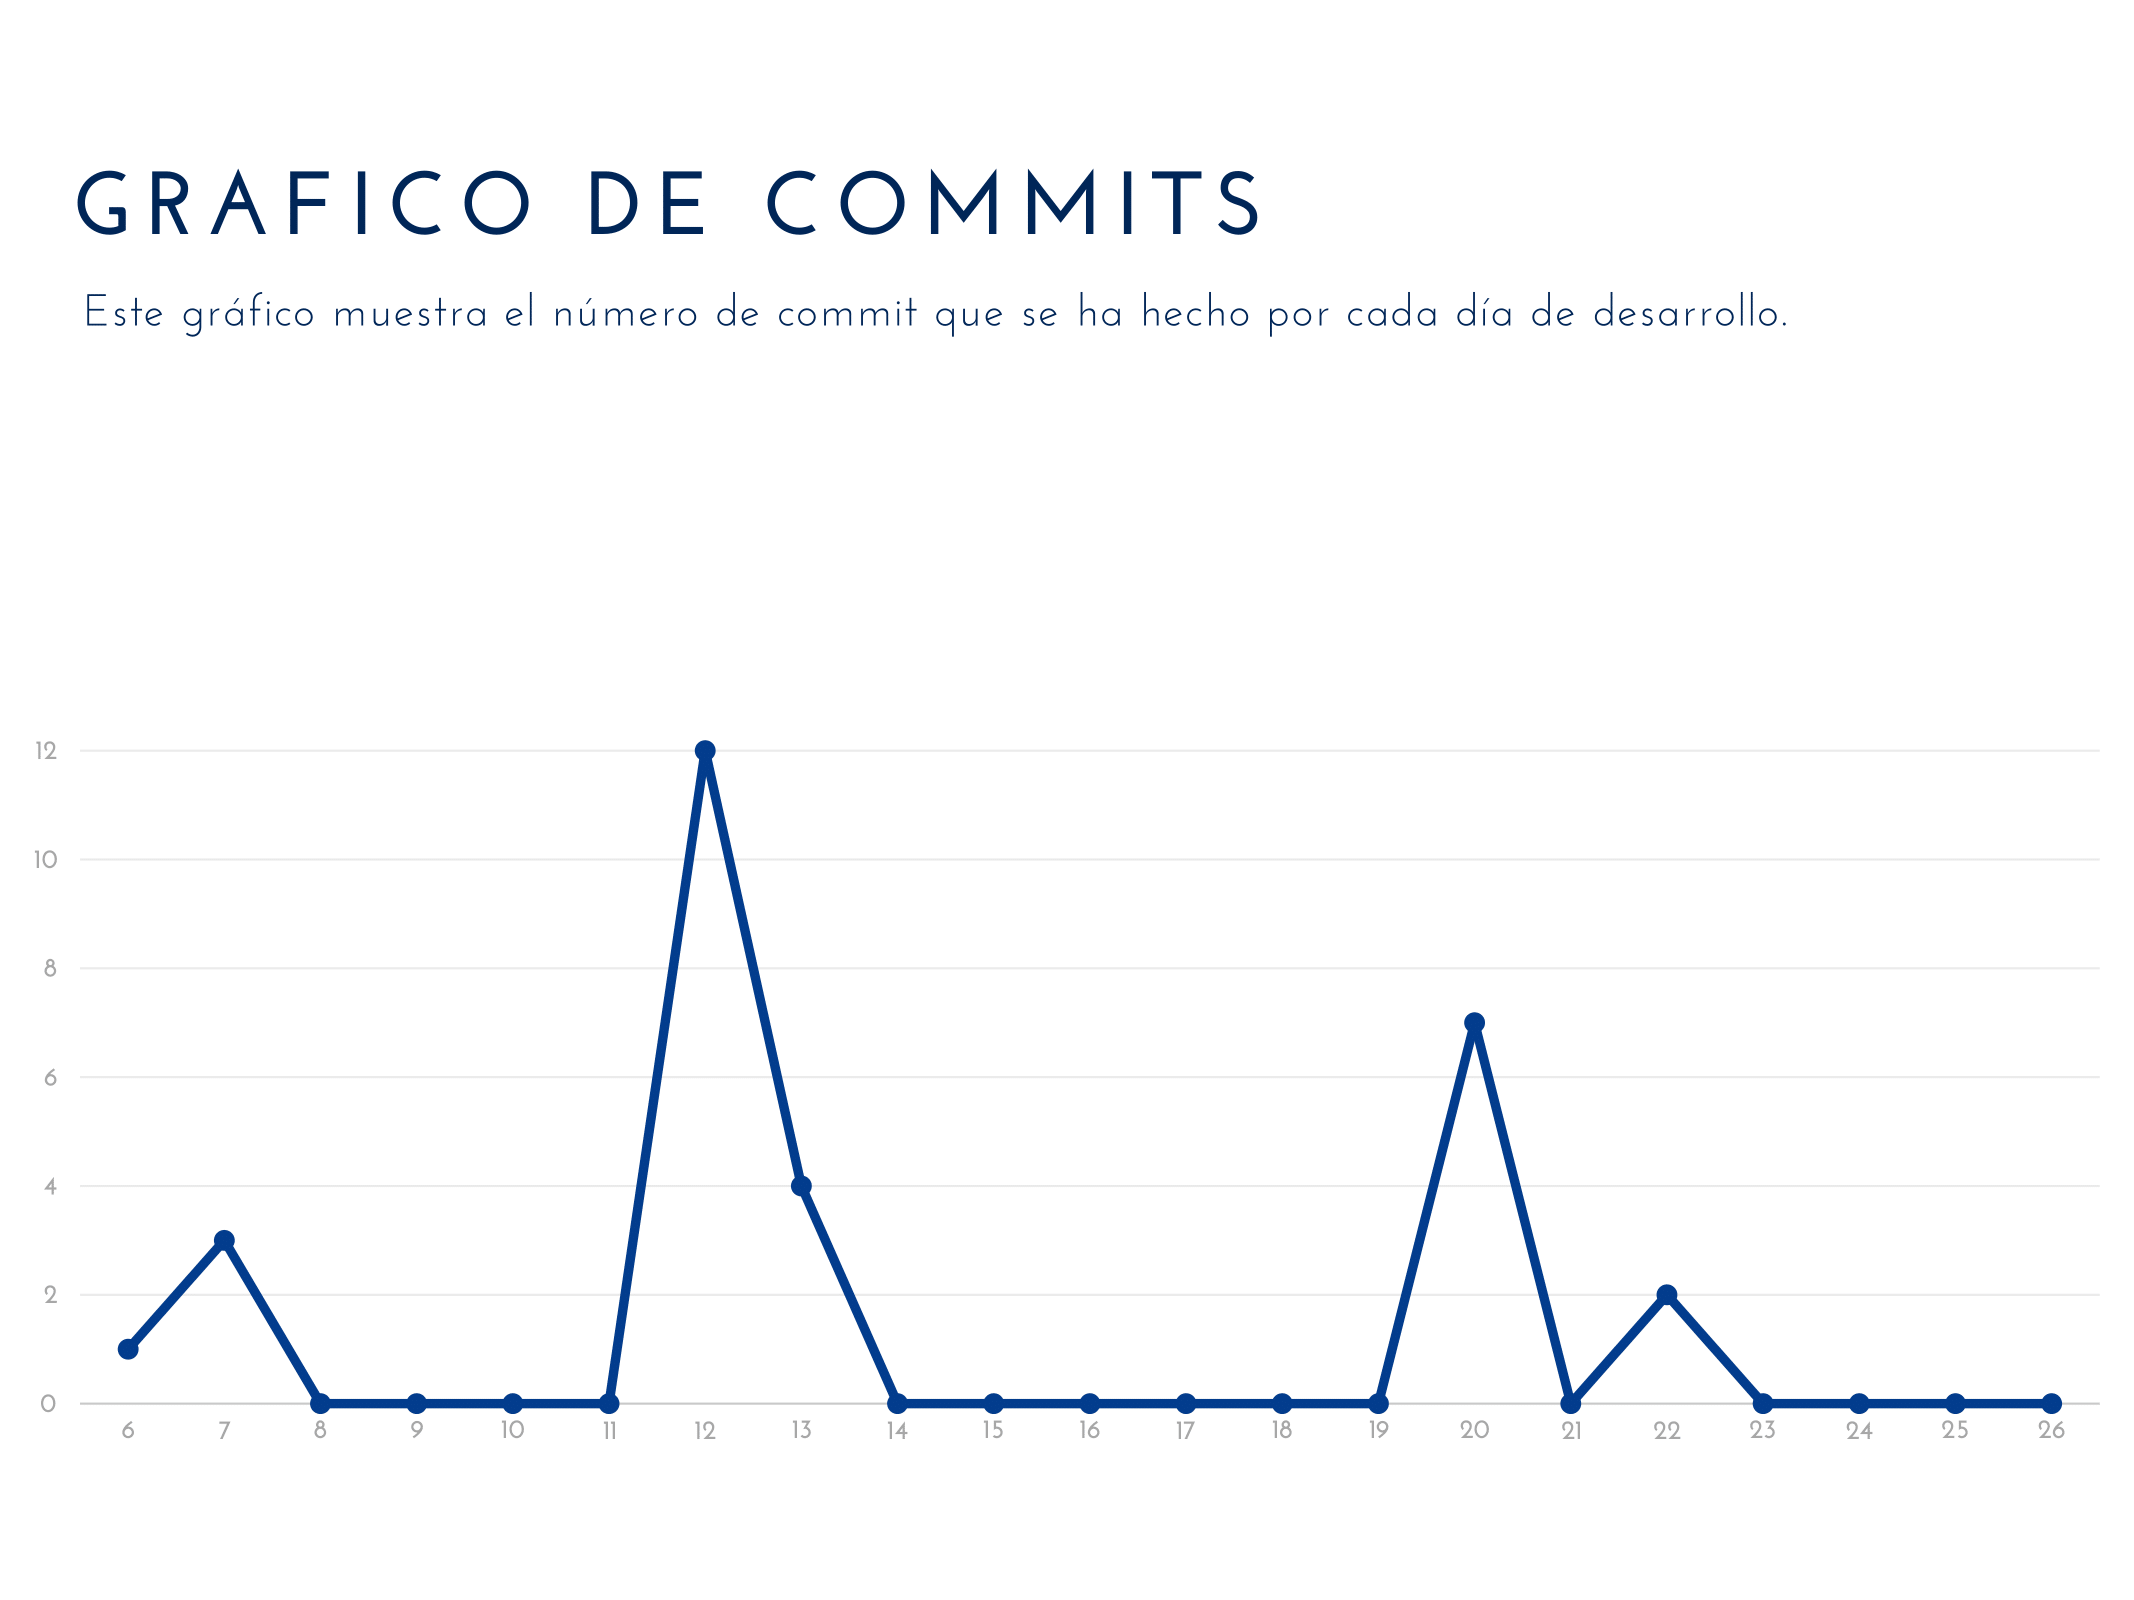 GRAFICO DE COMMITS
Este gráfico muestra el número de commit que se ha hecho por cada día de desarrollo.
12
10
8
6
4
2
0
6 7 8 9 10 11 12 13 14 15 16 17 18 19 20 21 22 23 24 25 26